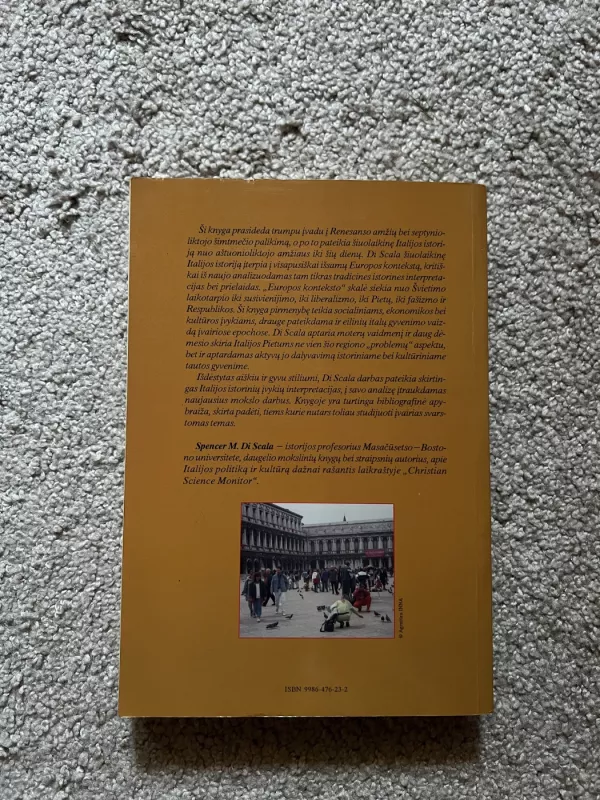 Ši knyga prasideda trumpu įvadu į Renesanso amžių bei septynio-
liktojo šimtmečio palikimą, o po to pateikia šiuolaikinę Italijos istori-
ją nuo aštuonioliktojo amžiaus iki šių dienų. Di Scala šiuolaikinę
Italijos istoriją įterpia į visapusiškai išsamų Europos kontekstą, kritiš-
kai iš naujo analizuodamas tam tikras tradicines istorines interpreta-
cijas bei prielaidas. „Europos konteksto" skalė siekia nuo Švietimo
laikotarpio iki susivienijimo, iki liberalizmo, iki Pietų, iki fašizmo ir
Respublikos. Ši knyga pirmenybę teikia socialiniams, ekonomikos bei
kultūros įvykiams, drauge pateikdama ir eilinių italų gyvenimo vaiz-
dą įvairiose epochose. Di Scala aptaria moterų vaidmenį ir daug dė-
mesio skiria Italijos Pietums ne vien šio regiono „problemų" aspektu,
bet ir aptardamas aktyvų jo dalyvavimą istoriniame bei kultūriniame
tautos gyvenime.
Išdėstytas aiškiu ir gyvu stiliumi, Di Scala darbas pateikia skirtin-
gas Italijos istorinių įvykių interpretacijas, į savo analizę įtraukdamas
naujausius mokslo darbus. Knygoje yra turtinga bibliografinė apy-
braiža, skirta padėti, tiems kurie nutars toliau studijuoti įvairias svars-
tomas temas.
Spencer M. Di Scala – istorijos profesorius Masačūsetso–Bosto-
no universitete, daugelio mokslinių knygų bei straipsnių autorius, apie
Italijos politiką ir kultūrą dažnai rašantis laikraštyje „Christian
Science Monitor".
ISBN 9986-476-23-2